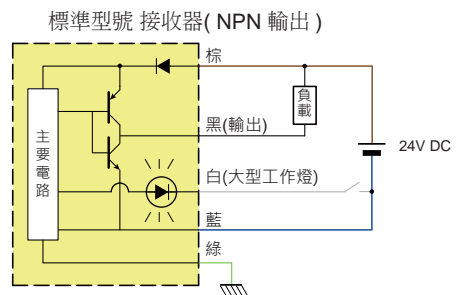 標準型號 接收器( NPN 輸出 )
棕
負載
黑(輸出)
主要電路
24V DC
白(大型工作燈)
藍
綠